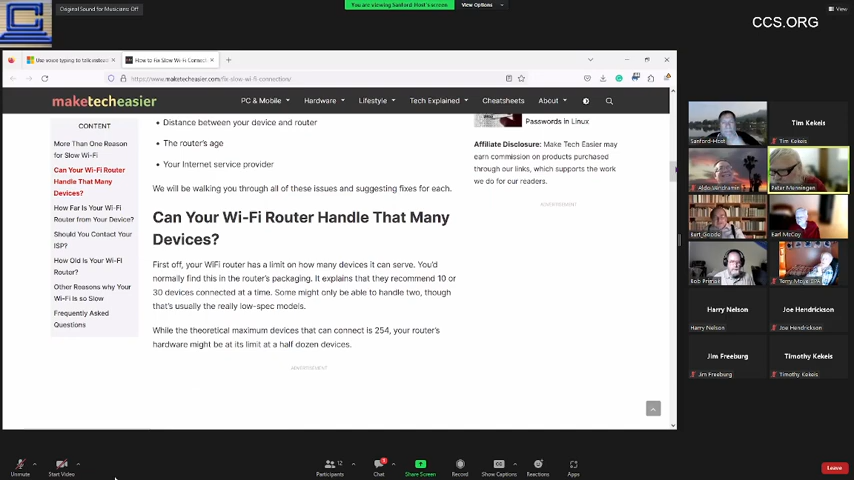 Original Sound for Musicians: Off
You are viewing Sanford-Host's screen
View Options
View
CCS.ORG
Use voice typing to talk instead
How to Fix Slow Wi-Fi Connect
https://www.maketecheasier.com/fix-slow-wi-fi-connection/
maketecheasier
PC & Mobile
Hardware
Lifestyle
Tech Explained
Cheatsheets
About
CONTENT
More Than One Reason
for Slow Wi-Fi
Can Your Wi-Fi Router
Handle That Many
Devices?
How Far Is Your Wi-Fi
Router from Your Device?
Should You Contact Your
ISP?
How Old Is Your Wi-Fi
Router?
Other Reasons why Your
Wi-Fi Is so Slow
Frequently Asked
Questions
• Distance between your device and router
• The router's age
• Your Internet service provider
We will be walking you through all of these issues and suggesting fixes for each.
Can Your Wi-Fi Router Handle That Many
Devices?
First off, your WiFi router has a limit on how many devices it can serve. You'd
normally find this in the router's packaging. It explains that they recommend 10 or
30 devices connected at a time. Some might only be able to handle two, though
that's usually the really low-spec models.
While the theoretical maximum devices that can connect is 254, your router's
hardware might be at its limit at a half dozen devices.
ADVERTISEMENT
Passwords in Linux
Affiliate Disclosure: Make Tech Easier may
earn commission on products purchased
through our links, which supports the
work we do for our readers.
ADVERTISEMENT
Sanford-Host
Tim Kekeis
Tim Kekeis
Aldo Vendramin
Peter Menningen
Bert_Goode
Earl McCoy
Bob Primak
Harry Nelson
Harry Nelson
Joe Hendrickson
Joe Hendrickson
Jim Freeburg
Jim Freeburg
Timothy Kekeis
Timothy Kekeis
Unmute
Start Video
12
Participants
Chat
Share Screen
Record
Show Captions
Reactions
Apps
Leave